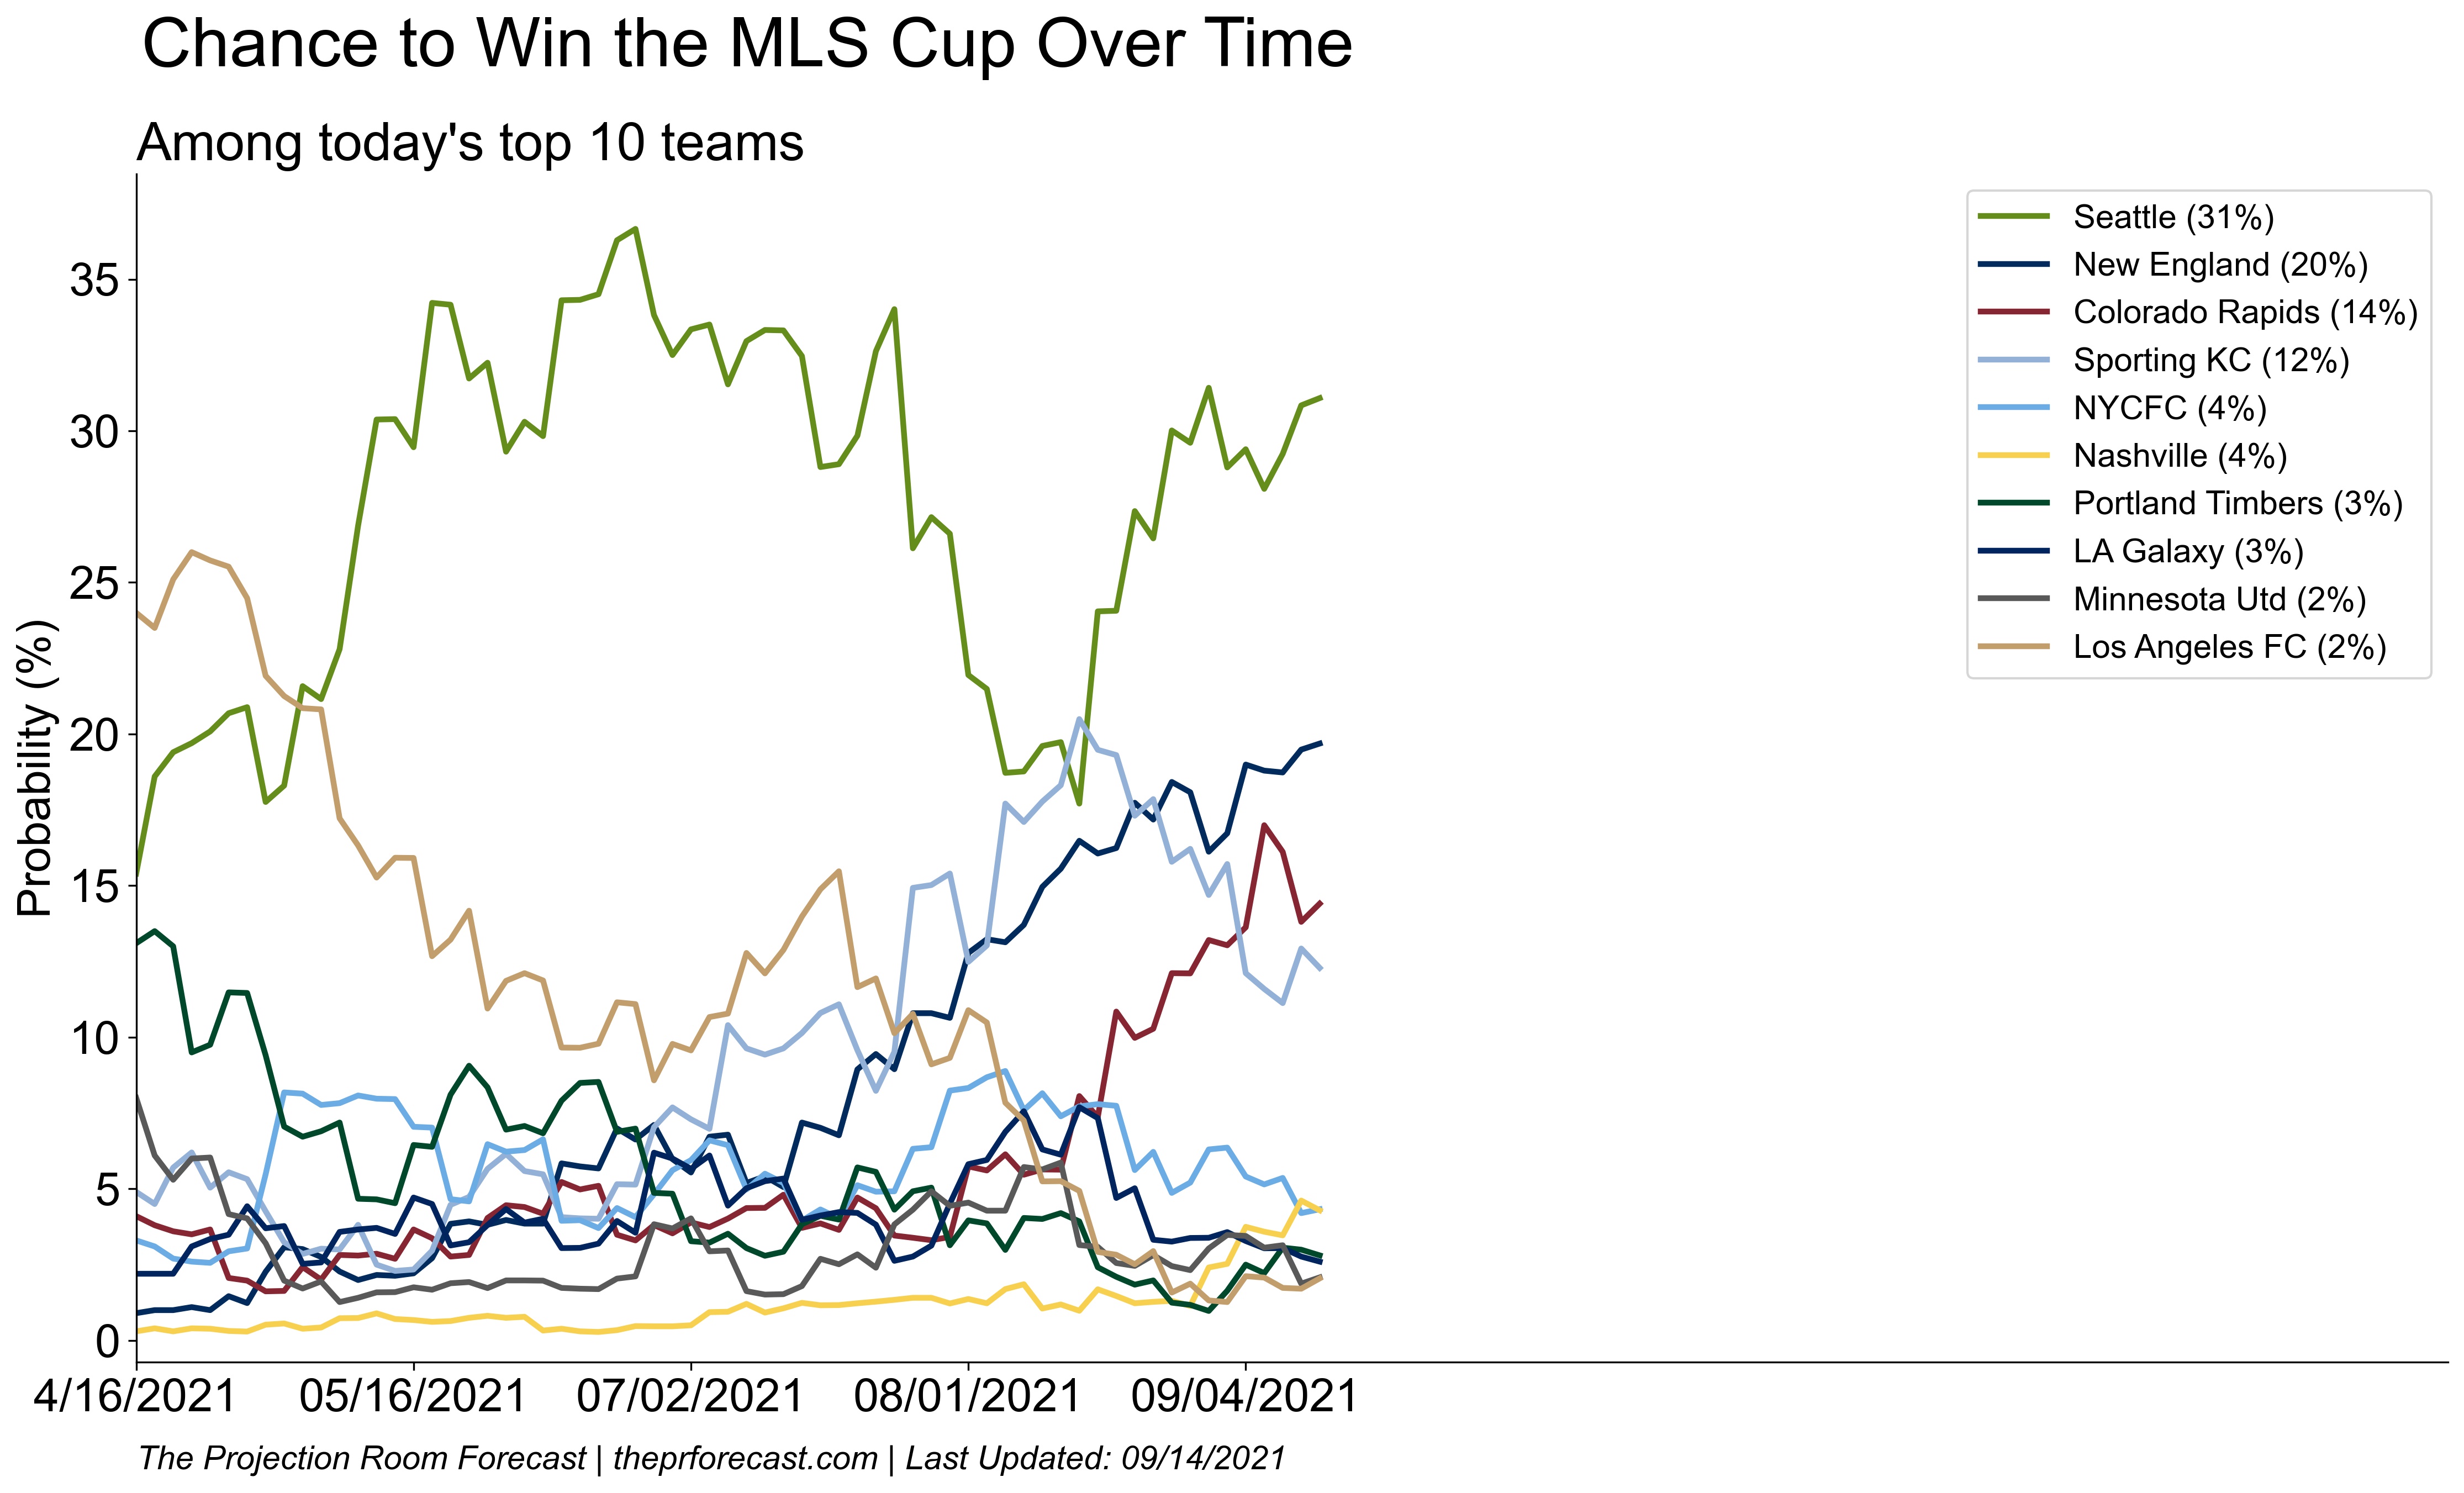 Chance to Win the MLS Cup Over Time
Among today's top 10 teams
Seattle (31%)
New England (20%)
Colorado Rapids (14%)
Sporting KC (12%)
NYCFC (4%)
Nashville (4%)
Portland Timbers (3%)
LA Galaxy (3%)
Minnesota Utd (2%)
Los Angeles FC (2%)
Probability (%)
35
30
25
20
15
10
5
0
4/16/2021 05/16/2021 07/02/2021 08/01/2021 09/04/2021
The Projection Room Forecast | theprforecast.com | Last Updated: 09/14/2021